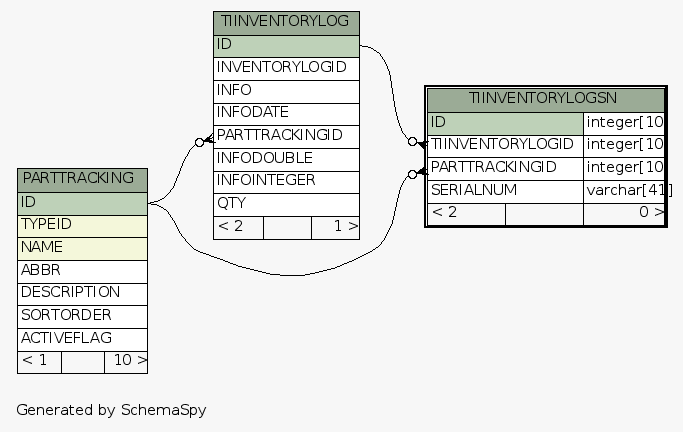 TIINVENTORYLOG
ID
INVENTORYLOGID
INFO
INFODATE
PARTTRACKINGID
INFODOUBLE
INFOINTEGER
QTY
< 2 1 >
TIINVENTORYLOGSN
ID integer[10
TIINVENTORYLOGID integer[10
PARTTRACKINGID integer[10
SERIALNUM varchar[41]
< 2 0 >
PARTTRACKING
ID
TYPEID
NAME
ABBR
DESCRIPTION
SORTORDER
ACTIVEFLAG
< 1 10 >
Generated by SchemaSpy